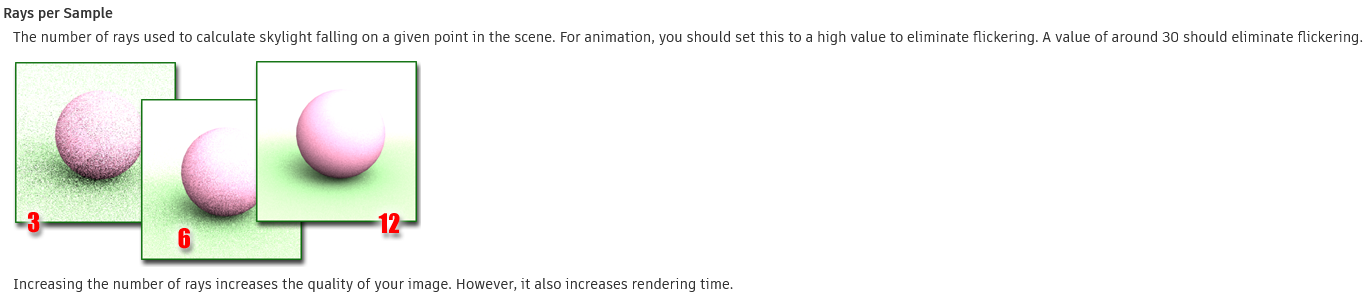 Rays per Sample
The number of rays used to calculate skylight falling on a given point in the scene. For animation, you should set this to a high value to eliminate flickering. A value of around 30 should eliminate flickering.
3
6
12
Increasing the number of rays increases the quality of your image. However, it also increases rendering time.